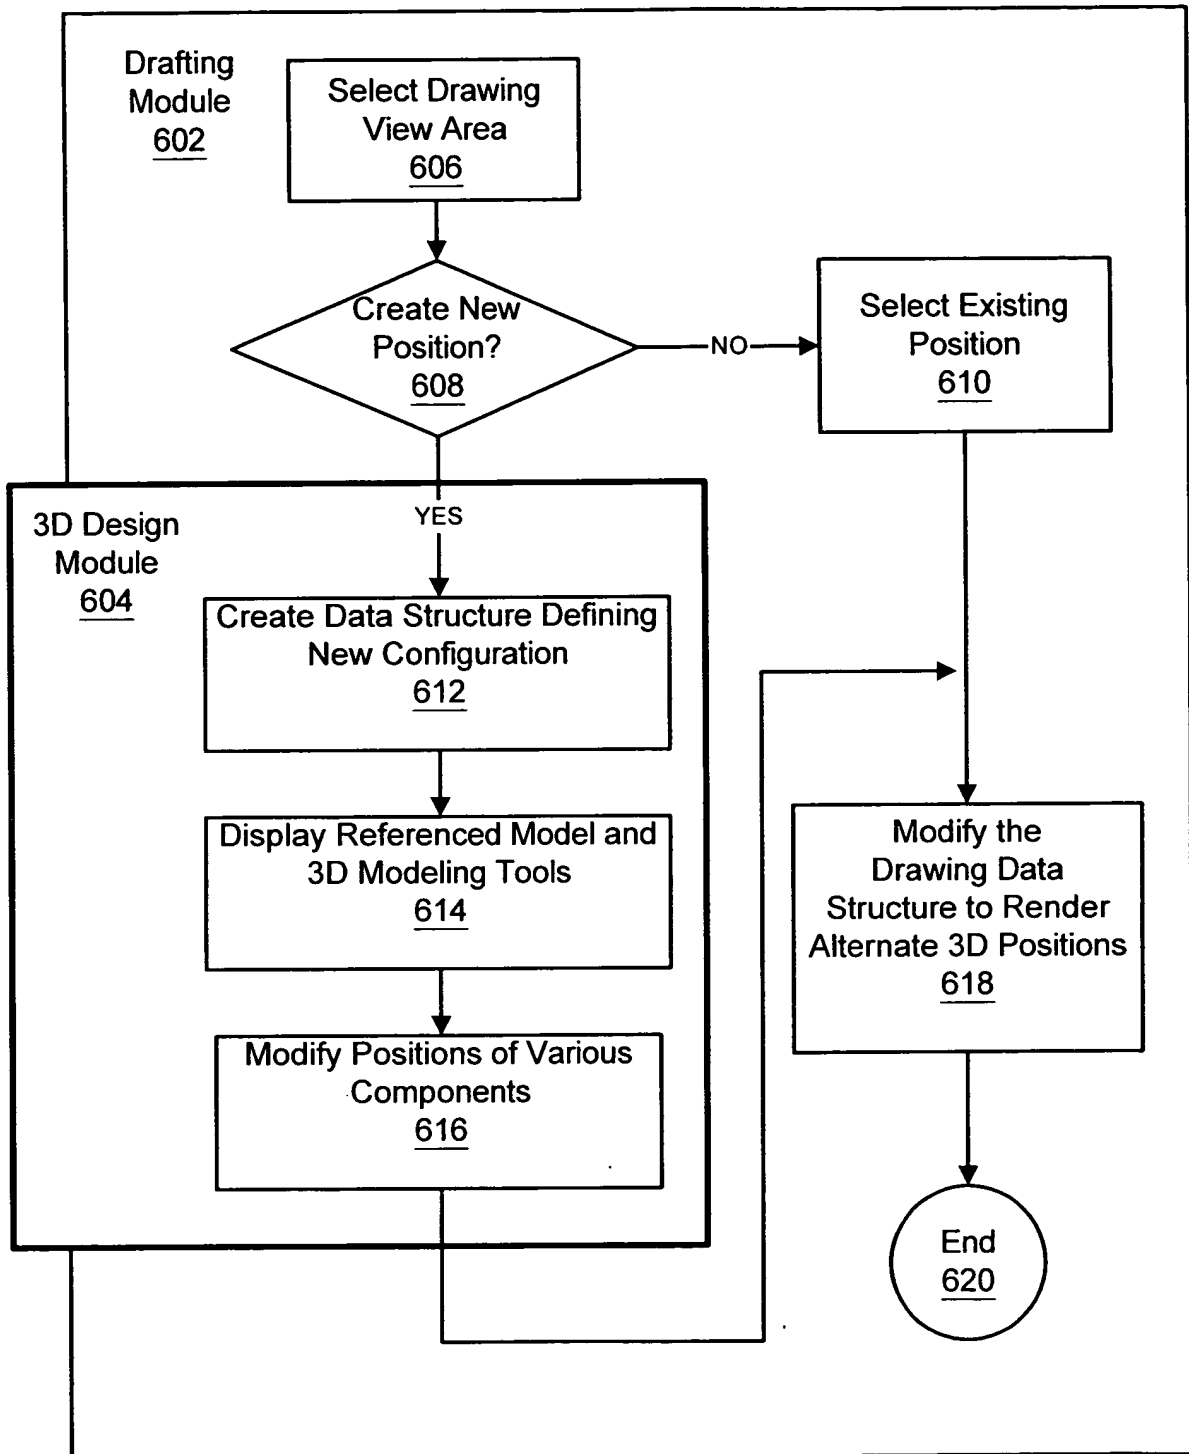 Drafting
Module
602
Select Drawing
View Area
606
Create New
Position?
608
NO
Select Existing
Position
610
YES
3D Design
Module
604
Create Data Structure Defining
New Configuration
612
Display Referenced Model and
3D Modeling Tools
614
Modify Positions of Various
Components
616
Modify the
Drawing Data
Structure to Render
Alternate 3D Positions
618
End
620